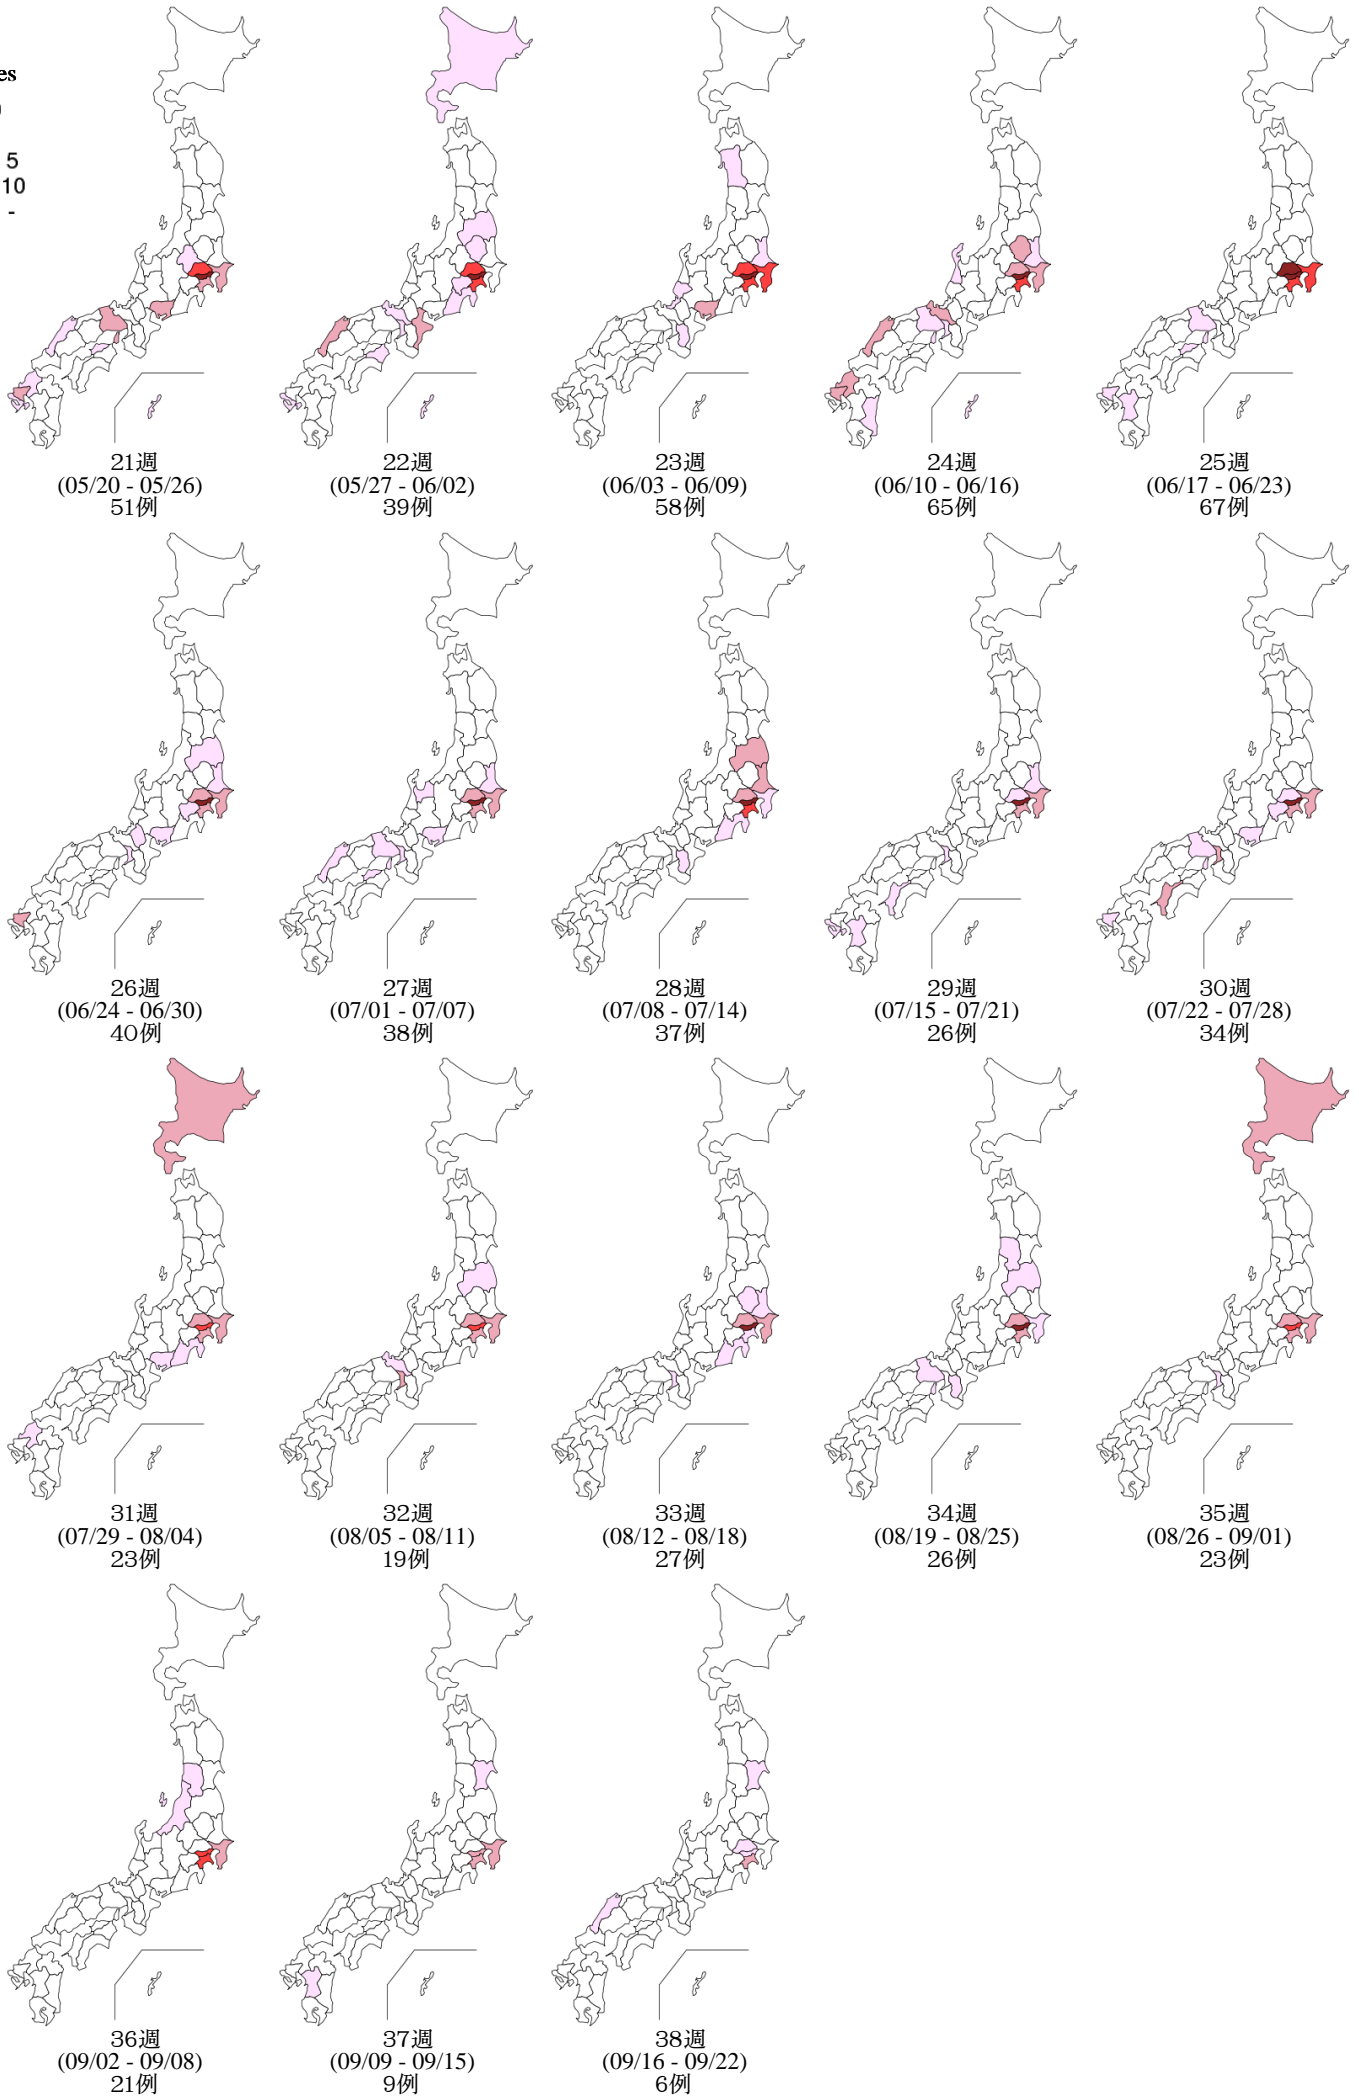 es
5
10
-
21週
(05/20 - 05/26)
51例
22週
(05/27 - 06/02)
39例
23週
(06/03 - 06/09)
58例
24週
(06/10 - 06/16)
65例
25週
(06/17 - 06/23)
67例
26週
(06/24 - 06/30)
40例
27週
(07/01 - 07/07)
38例
28週
(07/08 - 07/14)
37例
29週
(07/15 - 07/21)
26例
30週
(07/22 - 07/28)
34例
31週
(07/29 - 08/04)
23例
32週
(08/05 - 08/11)
19例
33週
(08/12 - 08/18)
27例
34週
(08/19 - 08/25)
26例
35週
(08/26 - 09/01)
23例
36週
(09/02 - 09/08)
21例
37週
(09/09 - 09/15)
9例
38週
(09/16 - 09/22)
6例